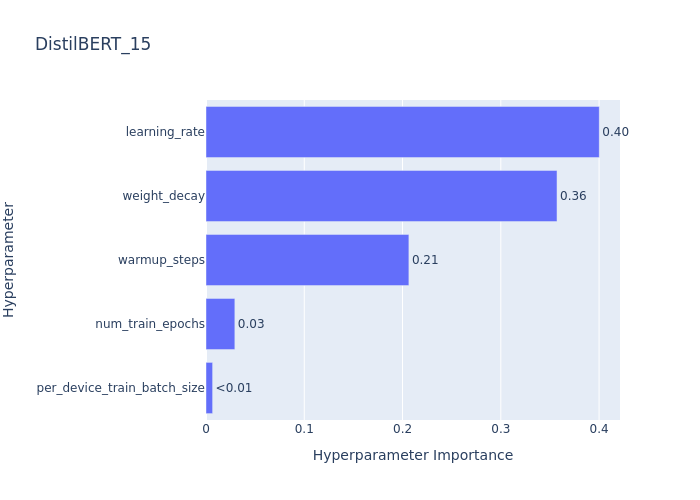 DistilBERT_15
Hyperparameter
learning_rate
0.40
weight_decay
0.36
warmup_steps
0.21
num_train_epochs
0.03
per_device_train_batch_size
<0.01
0 0.1 0.2 0.3 0.4
Hyperparameter Importance